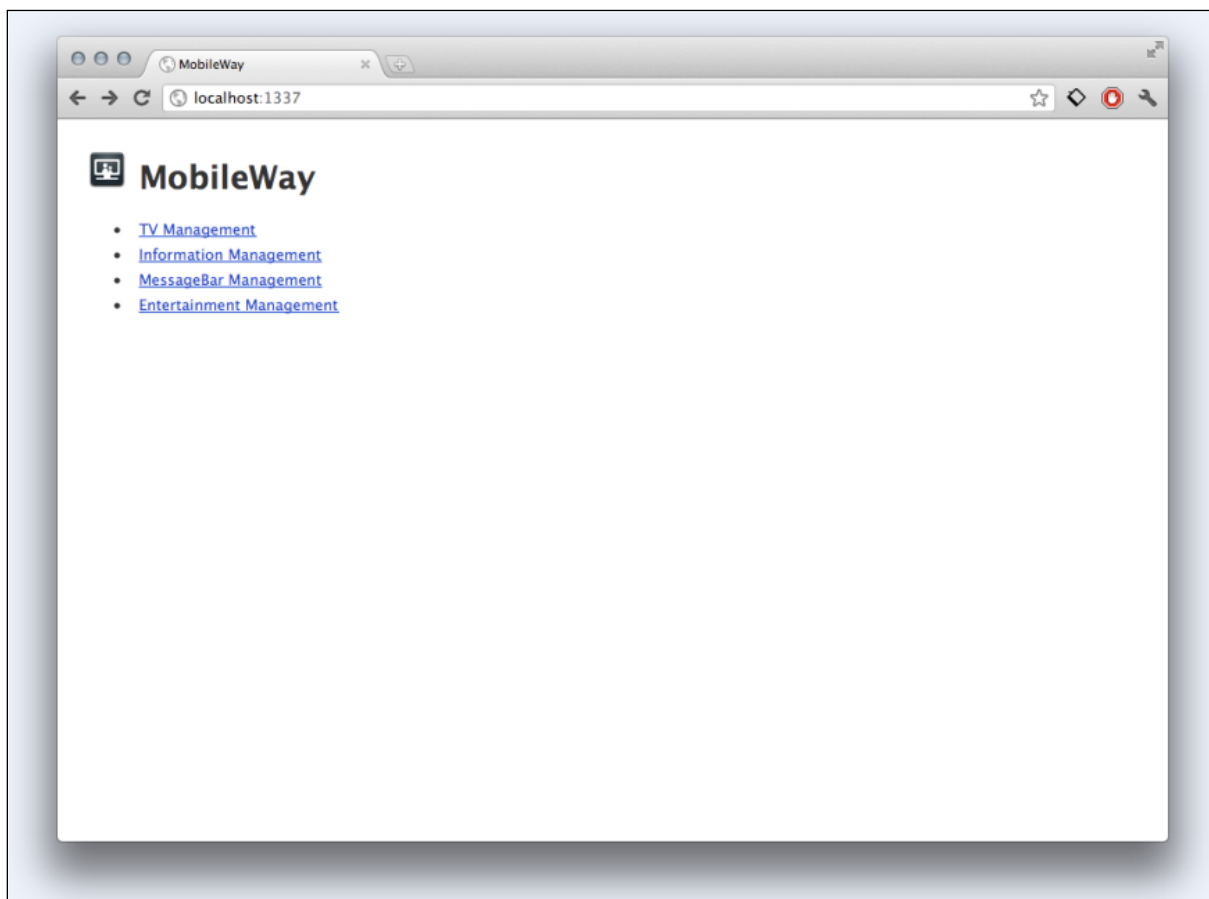 MobileWay
localhost:1337
MobileWay
• TV Management
• Information Management
• MessageBar Management
• Entertainment Management